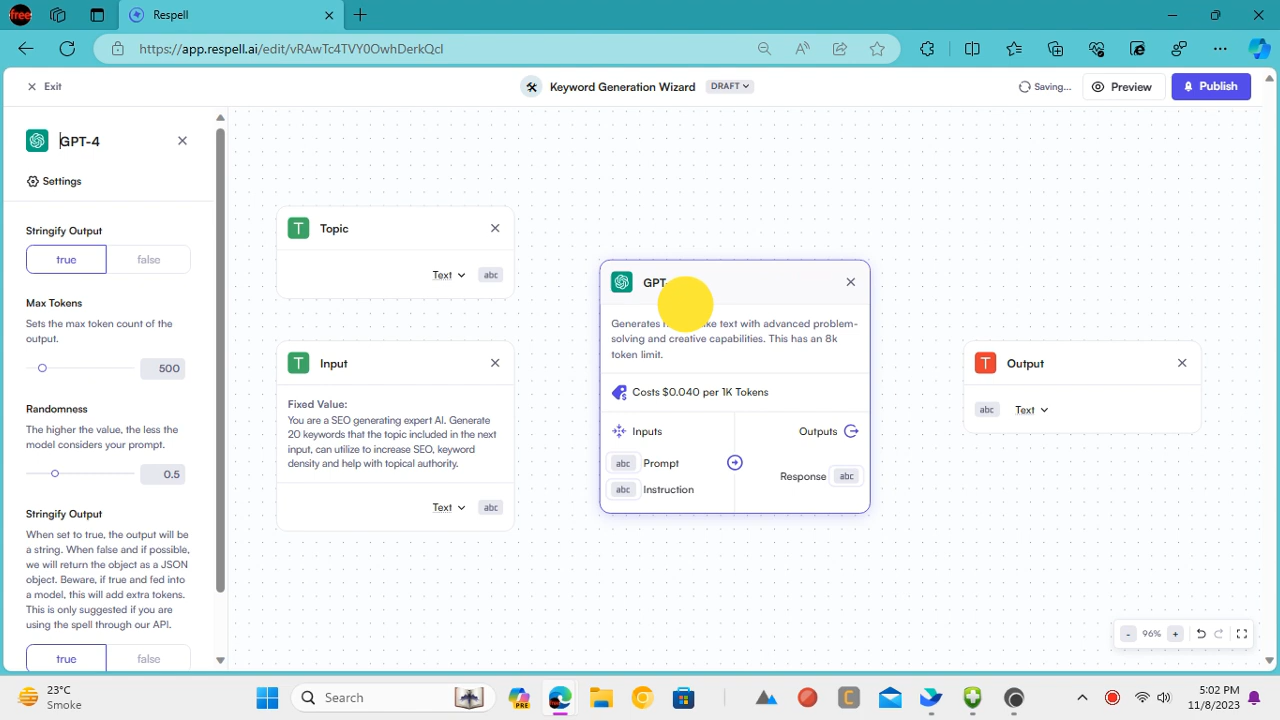 free
Respell
https://app.respell.ai/edit/vRAwTc4TVY0OwhDerkQcl
Exit
Keyword Generation Wizard
DRAFT
Saving...
Preview
Publish
GPT-4
Settings
Stringify Output
true
false
Max Tokens
Sets the max token count of the
output.
500
Randomness
The higher the value, the less the
model considers your prompt.
0.5
Stringify Output
When set to true, the output will be
a string. When false and if possible,
we will return the object as a JSON
object. Beware, if true and fed into
a model, this will add extra tokens.
This is only suggested if you are
using the spell through our API.
true
false
T
Topic
Text
abc
T
Input
Fixed Value:
You are a SEO generating expert AI. Generate
20 keywords that the topic included in the next
input, can utilize to increase SEO, keyword
density and help with topical authority.
Text
abc
GPT-
Generates text with advanced problem-
solving and creative capabilities. This has an 8k
token limit.
Costs $0.040 per 1K Tokens
Inputs
Outputs
abc Prompt
Response abc
abc Instruction
T
Output
abc Text
- 96% +
23°C
Smoke
Search
PRE
C
5:02 PM
11/8/2023